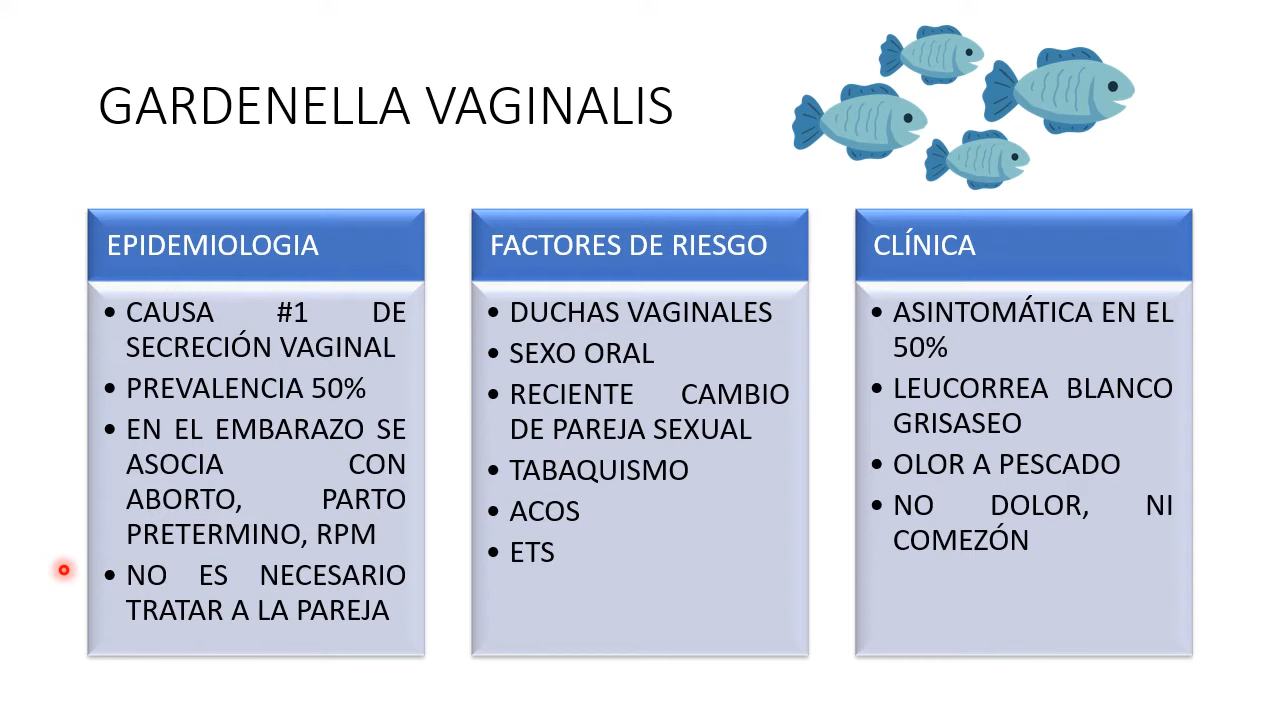 GARDENELLA VAGINALIS
EPIDEMIOLOGIA
• CAUSA #1 DE
SECRECIÓN VAGINAL
• PREVALENCIA 50%
• EN EL EMBARAZO SE
ASOCIA CON
ABORTO, PARTO
PRETERMINO, RPM
• NO ES NECESARIO
TRATAR A LA PAREJA
FACTORES DE RIESGO
• DUCHAS VAGINALES
• SEXO ORAL
• RECIENTE CAMBIO
DE PAREJA SEXUAL
• TABAQUISMO
• ACOS
• ETS
CLÍNICA
• ASINTOMÁTICA EN EL
50%
• LEUCORREA BLANCO
GRISASEO
• OLOR A PESCADO
• NO DOLOR, NI
COMEZÓN